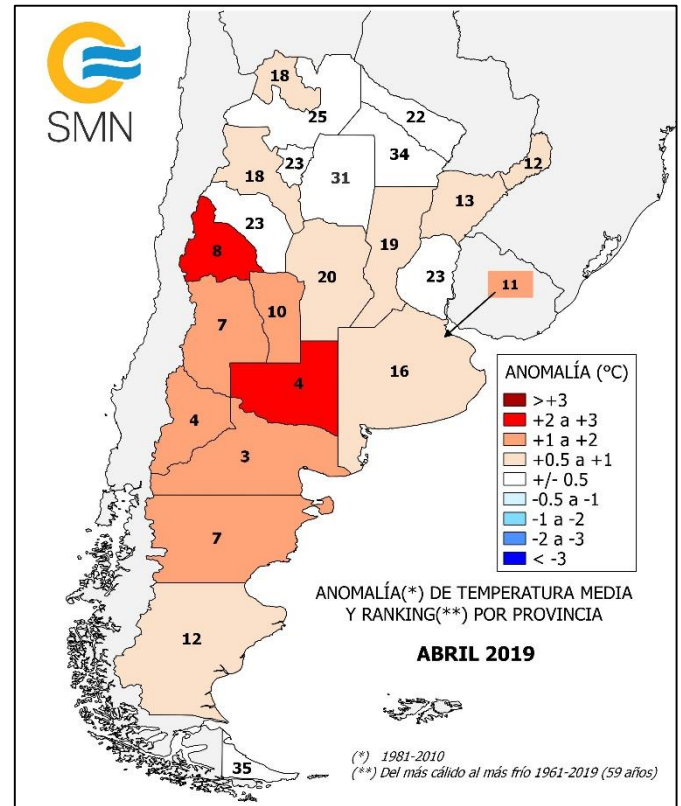 SMN
18
25
22
34
23
18
31
12
13
23
19
8
20
23
11
10
7
16
4
4
3
7
12
35
ANOMALÍA (ºC)
>+3
+2 a +3
+1 a +2
+0.5 a +1
+/- 0.5
-0.5 a -1
-1 a -2
-2 a -3
< -3
ANOMALÍA(*) DE TEMPERATURA MEDIA
Y RANKING(**) POR PROVINCIA
ABRIL 2019
(*) 1981-2010
(**) Del más cálido al más frío 1961-2019 (59 años)